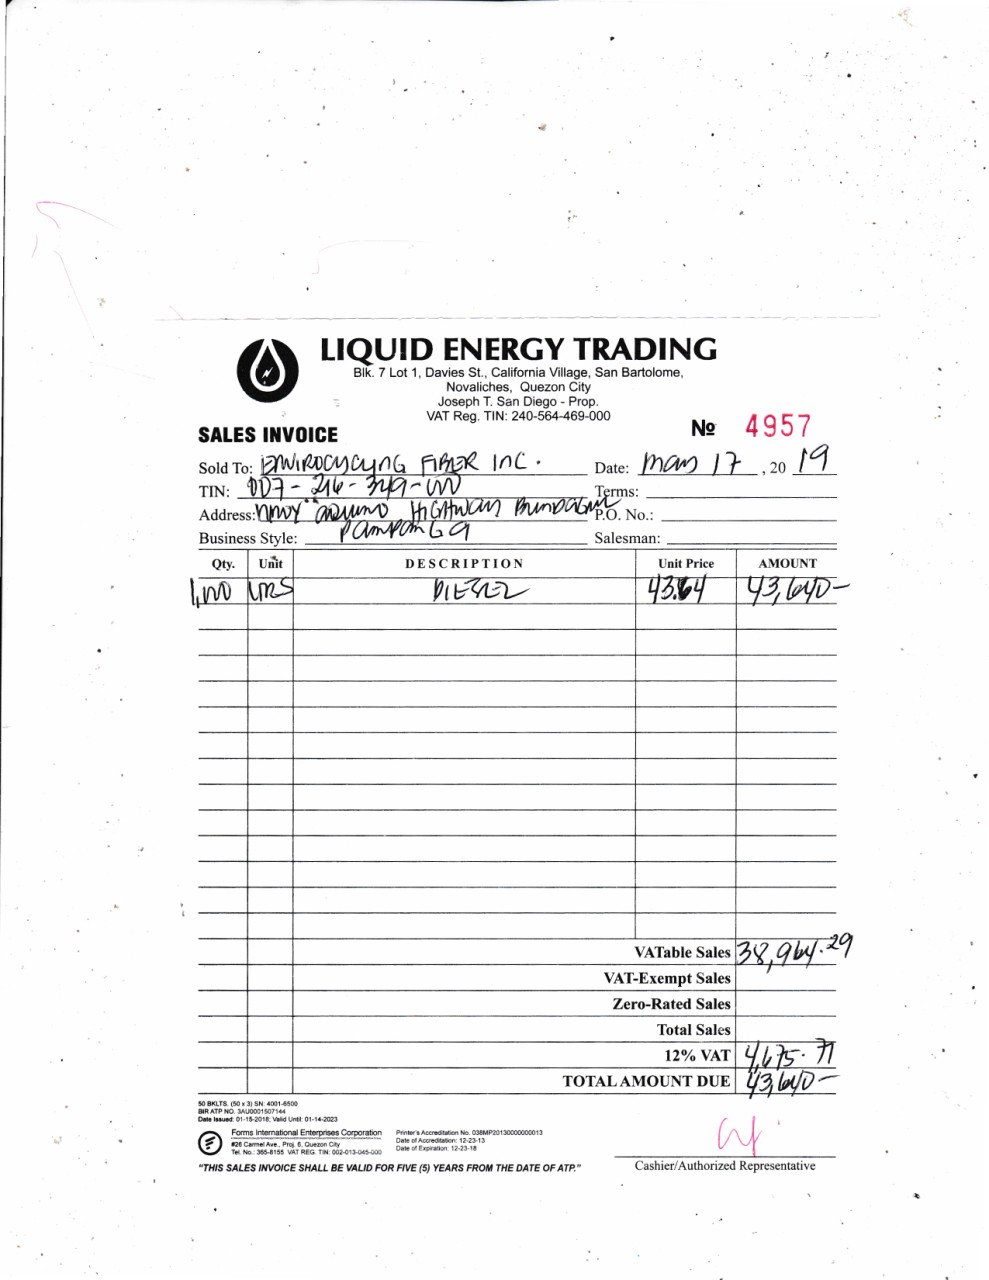 LIQUID ENERGY TRADING
Blk. 7 Lot 1, Davies St., California Village, San Bartolome,
Novaliches, Quezon City
Joseph T. San Diego - Prop.
VAT Reg. TIN: 240-564-469-000
SALES INVOICE
No 4957
Sold To: ENVIROCYCLING FIBER INC. Date: May 17, 20 19
TIN: 007-216-349-000 Terms:
Address: HIGHWAY P.O. No.:
PAMPANGA
Business Style: Salesman:
Qty. Unit DESCRIPTION Unit Price AMOUNT
1,000 LTRS DIESEL 43.64 43,640-
VATable Sales 38,964.29
VAT-Exempt Sales
Zero-Rated Sales
Total Sales
12% VAT 4,675.71
TOTAL AMOUNT DUE 43,640-
50 BKLTS. (50 x 3) SN: 4001-6500
BIR ATP NO. 3AU0001507144
Date Issued: 01-15-2018; Valid Until: 01-14-2023
Forms International Enterprises Corporation
#26 Carmel Ave., Proj. 6, Quezon City
Tel. No.: 365-8155 VAT REG. TIN: 002-013-045-000
Printer's Accreditation No. 038MP20130000000013
Date of Accreditation: 12-23-13
Date of Expiration: 12-23-18
"THIS SALES INVOICE SHALL BE VALID FOR FIVE (5) YEARS FROM THE DATE OF ATP."
Cashier/Authorized Representative